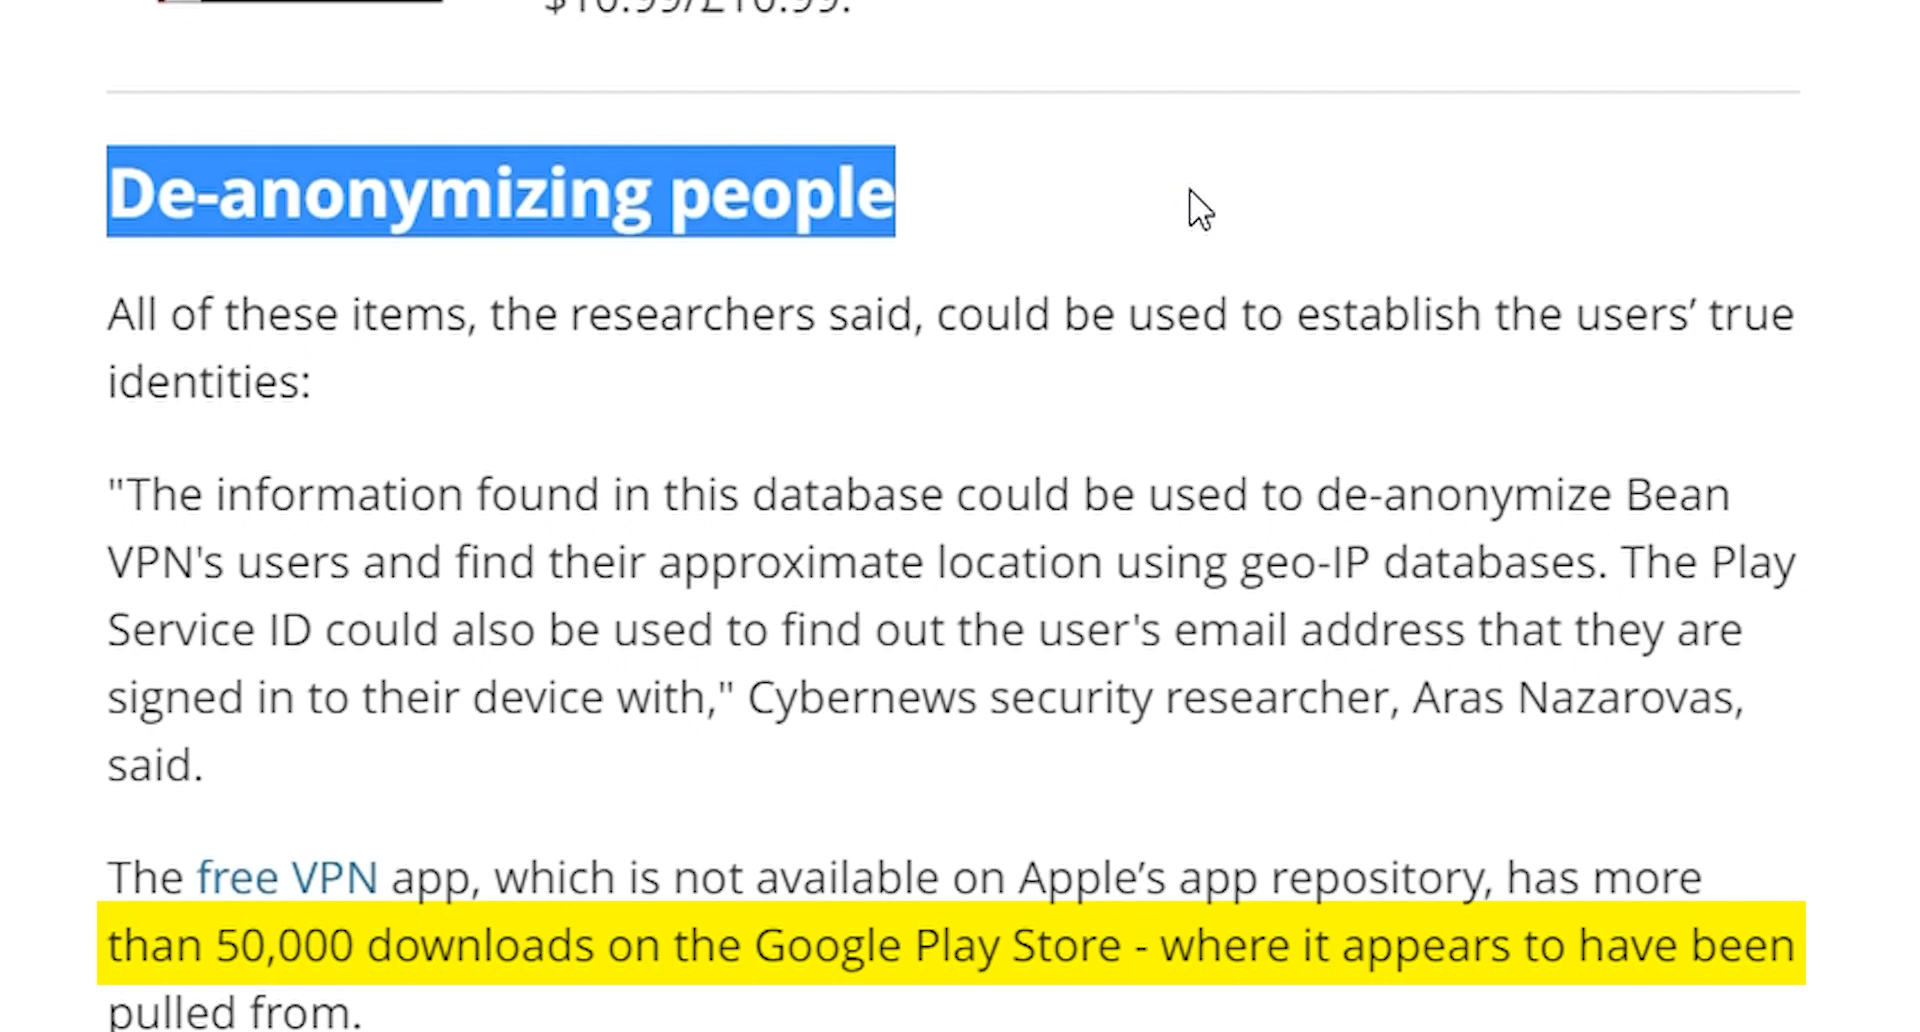 $16.99/£16.99.
De-anonymizing people
All of these items, the researchers said, could be used to establish the users’ true
identities:
"The information found in this database could be used to de-anonymize Bean
VPN's users and find their approximate location using geo-IP databases. The Play
Service ID could also be used to find out the user's email address that they are
signed in to their device with," Cybernews security researcher, Aras Nazarovas,
said.
The free VPN app, which is not available on Apple’s app repository, has more
than 50,000 downloads on the Google Play Store - where it appears to have been
pulled from.